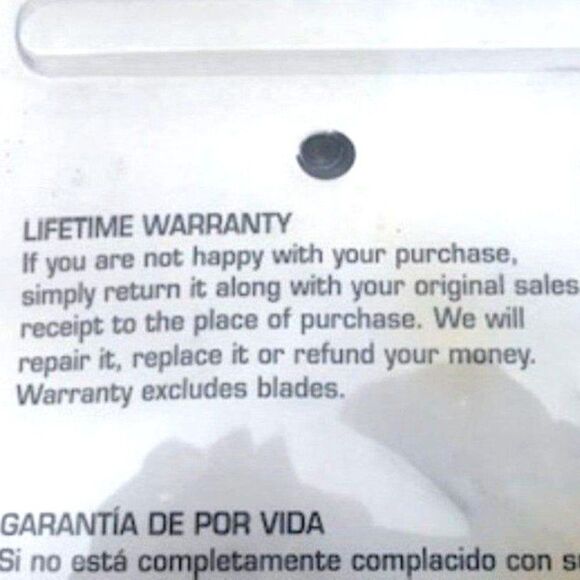 LIFETIME WARRANTY
If you are not happy with your purchase,
simply return it along with your original sales
receipt to the place of purchase. We will
repair it, replace it or refund your money.
Warranty excludes blades.
GARANTÍA DE POR VIDA
Si no está completamente complacido con